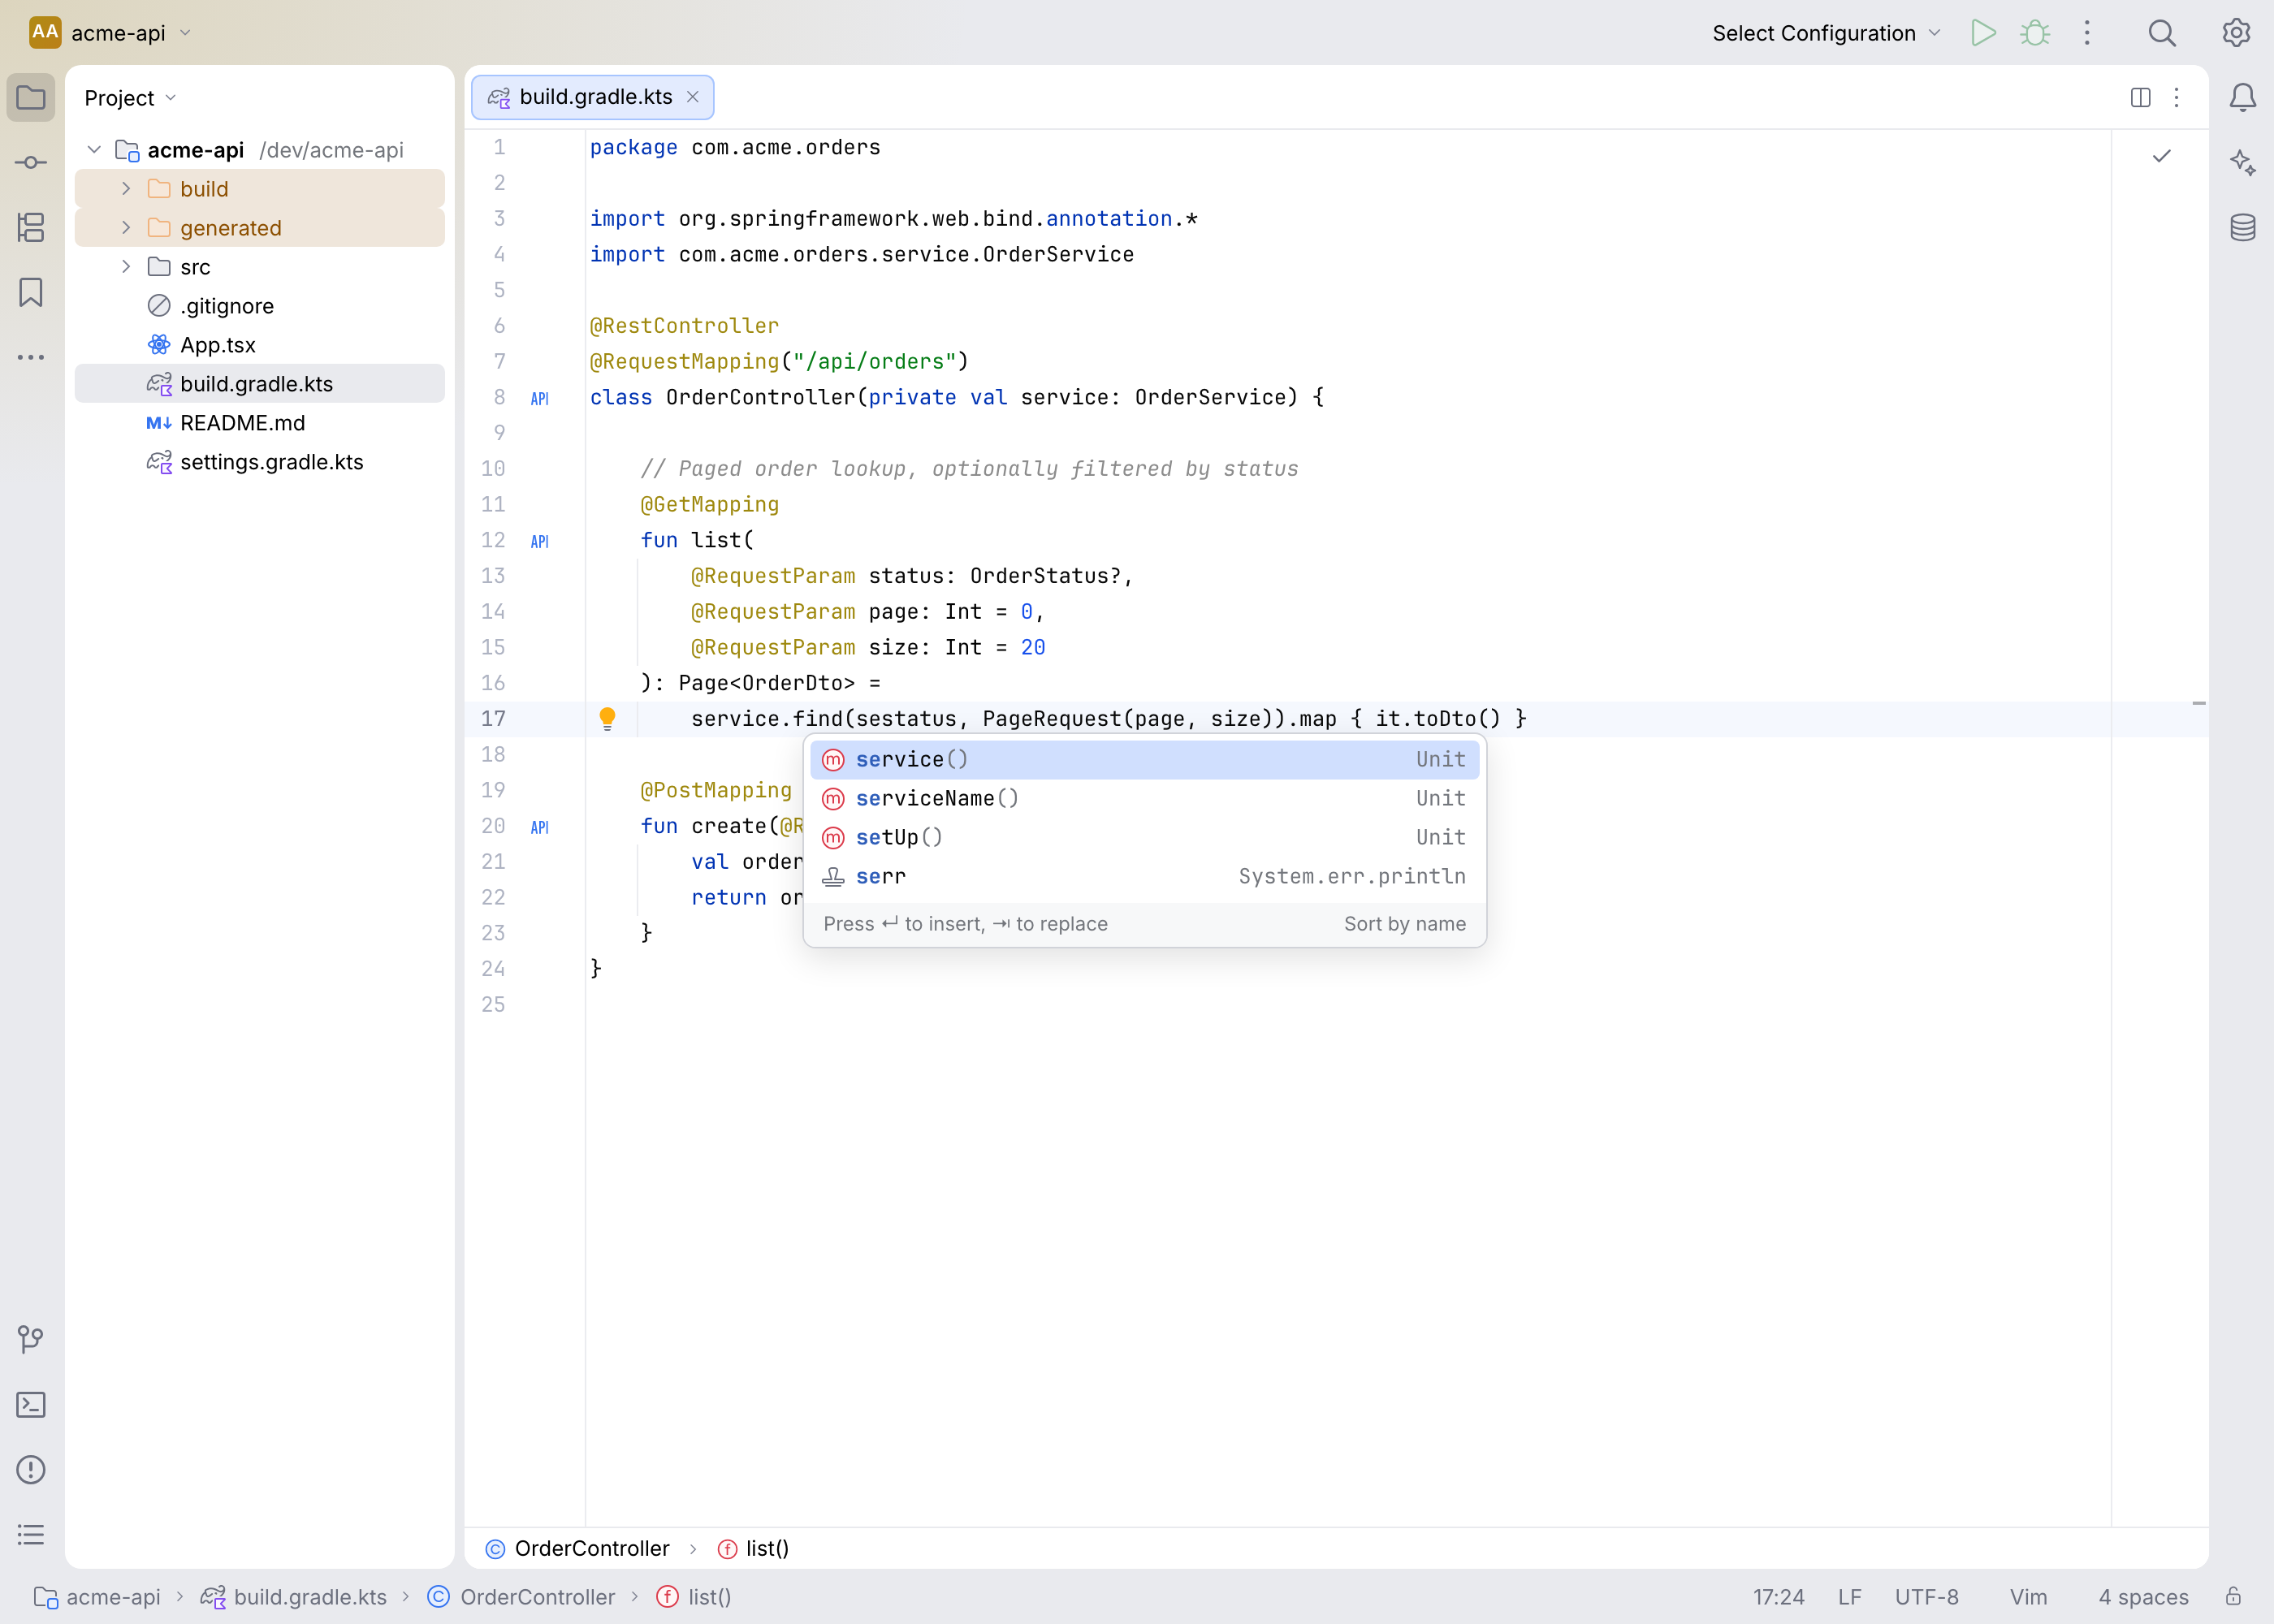 AA acme-api
Select Configuration
Project
build.gradle.kts
acme-api /dev/acme-api
build
generated
src
.gitignore
App.tsx
build.gradle.kts
M↓ README.md
settings.gradle.kts
1 package com.acme.orders
2
3 import org.springframework.web.bind.annotation.*
4 import com.acme.orders.service.OrderService
5
6 @RestController
7 @RequestMapping("/api/orders")
8 API class OrderController(private val service: OrderService) {
9
10 // Paged order lookup, optionally filtered by status
11 @GetMapping
12 API fun list(
13 @RequestParam status: OrderStatus?,
14 @RequestParam page: Int = 0,
15 @RequestParam size: Int = 20
16 ): Page<OrderDto> =
17 service.find(sestatus, PageRequest(page, size)).map { it.toDto() }
18
19 @PostMapping
20 API fun create(@R
21 val order
22 return or
23 }
24 }
25
service() Unit
serviceName() Unit
setUp() Unit
serr System.err.println
Press ↵ to insert, ⇥ to replace Sort by name
OrderController > list()
acme-api > build.gradle.kts > OrderController > list()
17:24 LF UTF-8 Vim 4 spaces